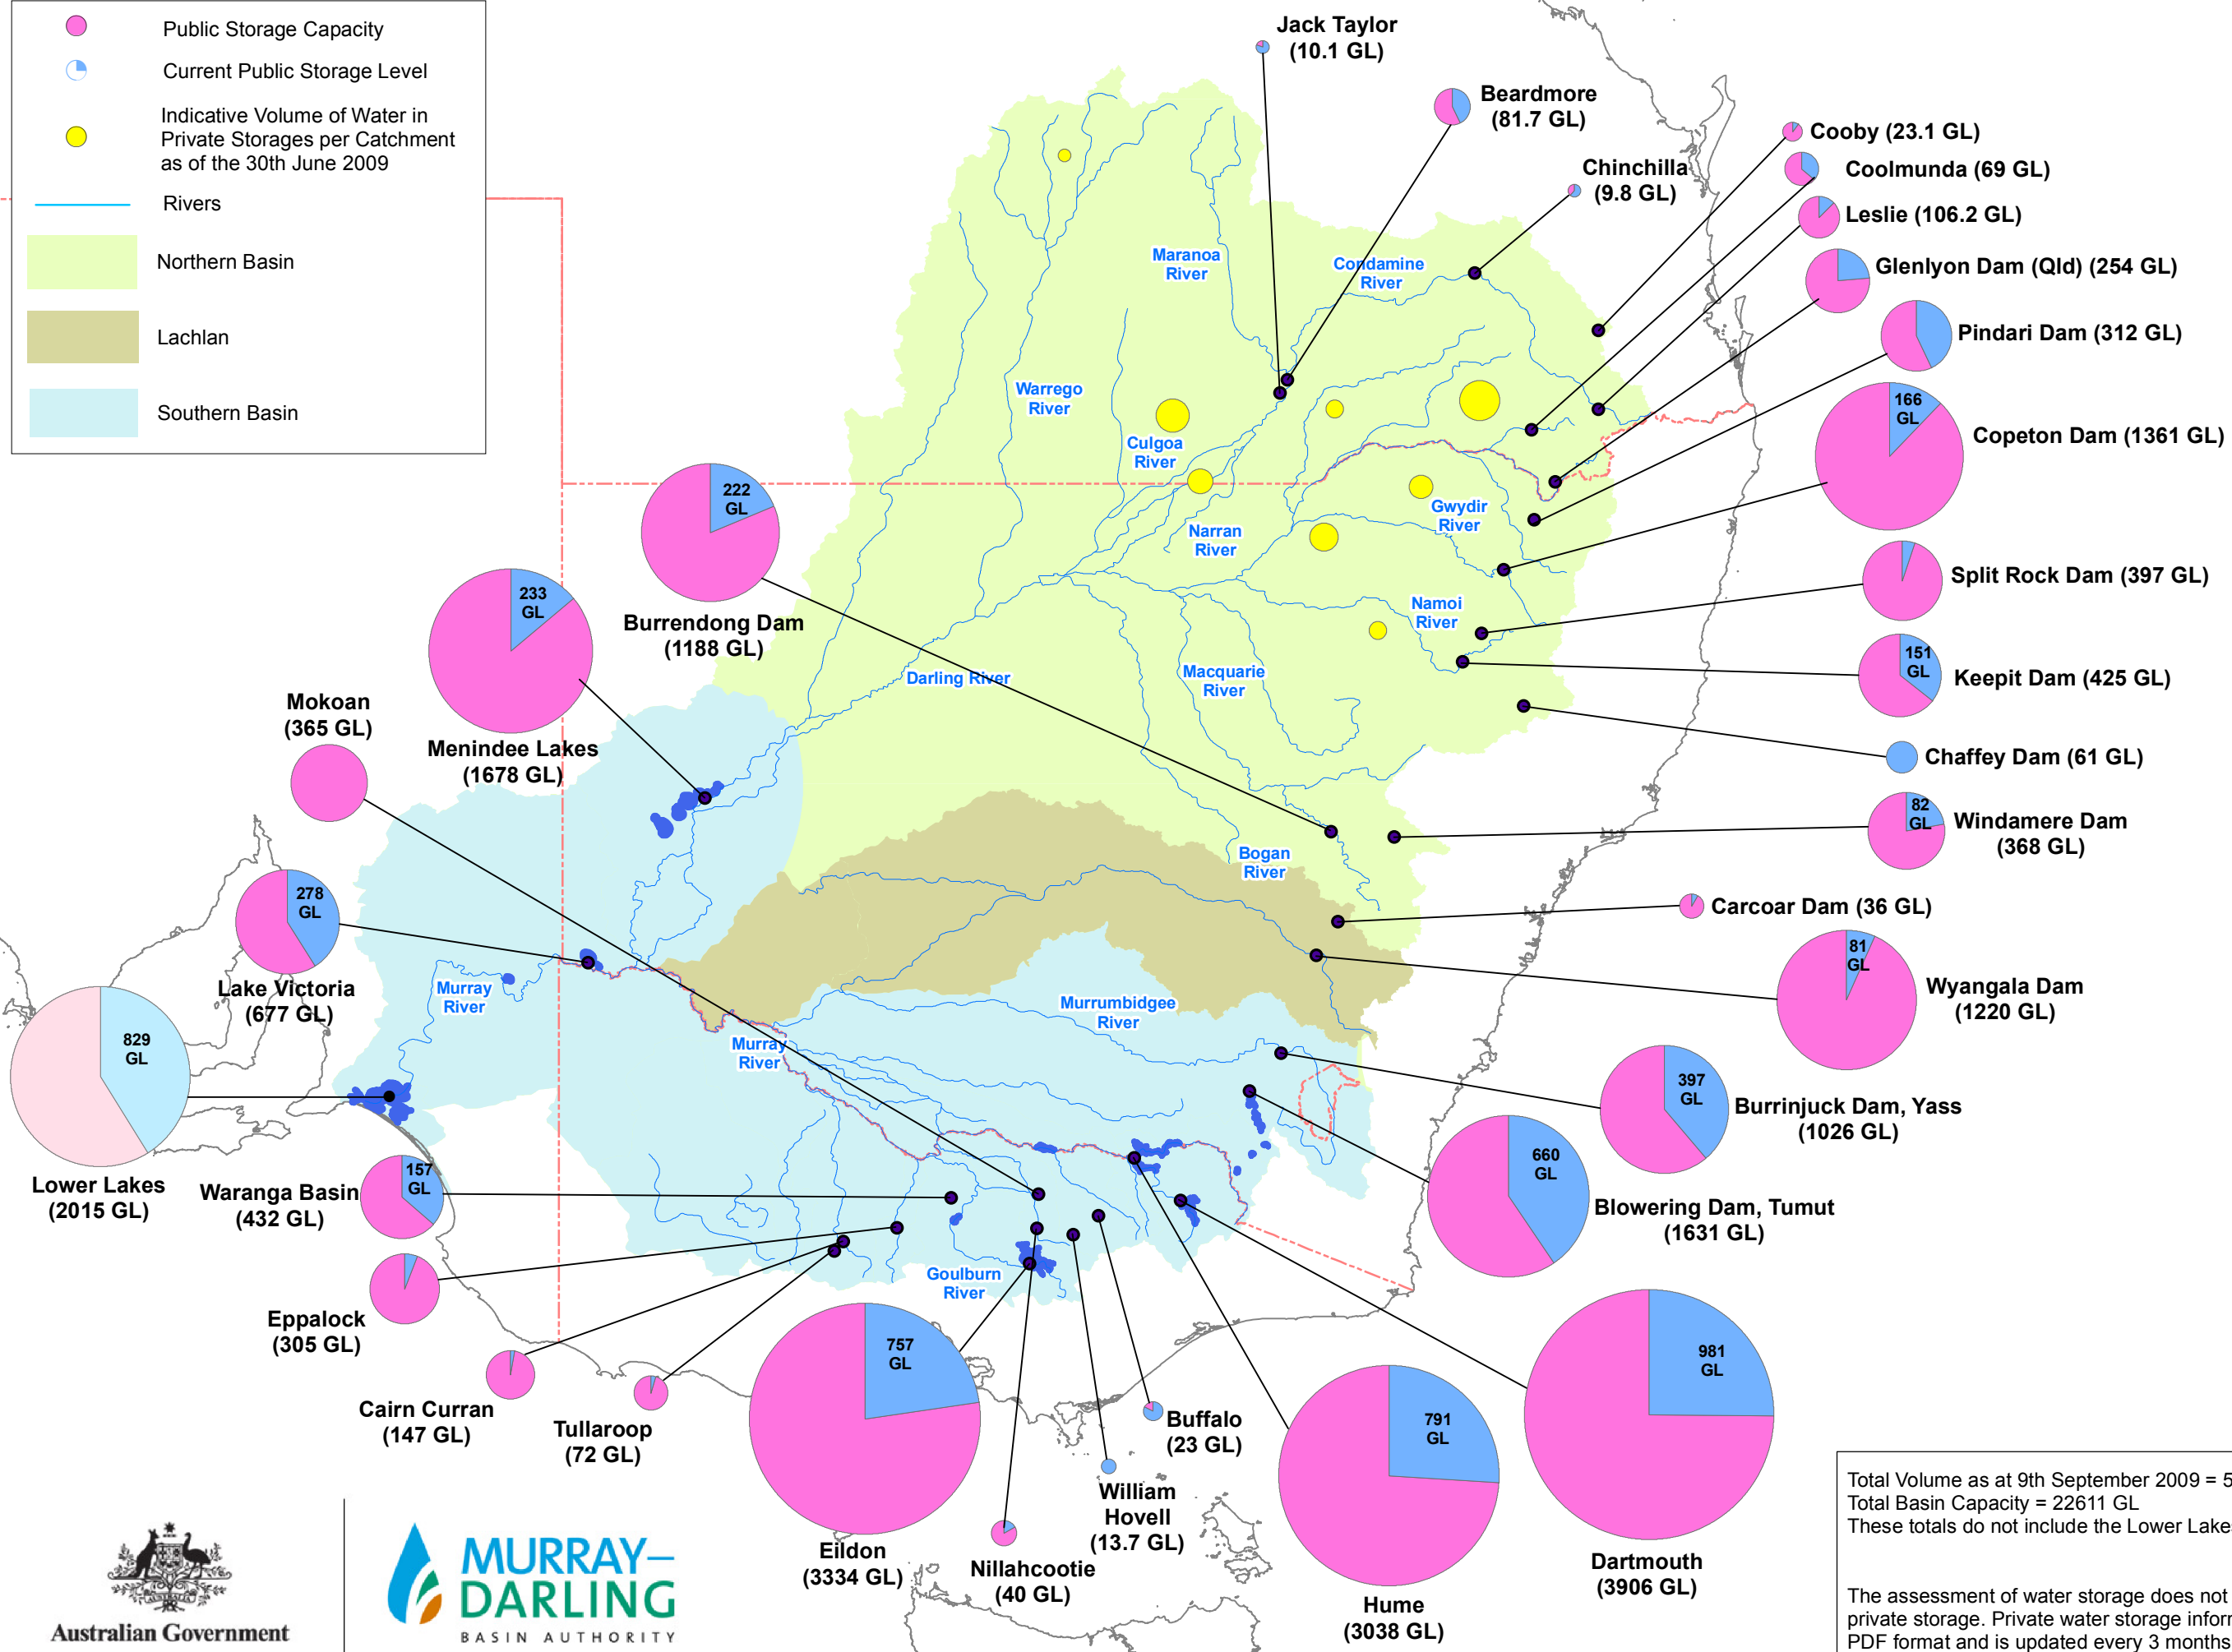 Public Storage Capacity
Current Public Storage Level
Indicative Volume of Water in
Private Storages per Catchment
as of the 30th June 2009
Rivers
Northern Basin
Lachlan
Southern Basin
Jack Taylor
(10.1 GL)
Beardmore
(81.7 GL)
Chinchilla
(9.8 GL)
Cooby (23.1 GL)
Coolmunda (69 GL)
Leslie (106.2 GL)
Glenlyon Dam (Qld) (254 GL)
Pindari Dam (312 GL)
166
GL
Copeton Dam (1361 GL)
Split Rock Dam (397 GL)
151
GL
Keepit Dam (425 GL)
Chaffey Dam (61 GL)
82
GL
Windamere Dam
(368 GL)
Carcoar Dam (36 GL)
81
GL
Wyangala Dam
(1220 GL)
397
GL
Burrinjuck Dam, Yass
(1026 GL)
660
GL
Blowering Dam, Tumut
(1631 GL)
981
GL
Dartmouth
(3906 GL)
791
GL
Hume
(3038 GL)
Buffalo
(23 GL)
William
Hovell
(13.7 GL)
Nillahcootie
(40 GL)
757
GL
Eildon
(3334 GL)
Tullaroop
(72 GL)
Cairn Curran
(147 GL)
Eppalock
(305 GL)
157
GL
Waranga Basin
(432 GL)
829
GL
Lower Lakes
(2015 GL)
278
GL
Lake Victoria
(677 GL)
Mokoan
(365 GL)
233
GL
Menindee Lakes
(1678 GL)
222
GL
Burrendong Dam
(1188 GL)
Maranoa
River
Condamine
River
Warrego
River
Culgoa
River
Narran
River
Gwydir
River
Namoi
River
Macquarie
River
Darling River
Bogan
River
Murray
River
Murrumbidgee
River
Murray
River
Goulburn
River
Australian Government
MURRAY–
DARLING
BASIN AUTHORITY
Total Volume as at 9th September 2009 = 5
Total Basin Capacity = 22611 GL
These totals do not include the Lower Lake
The assessment of water storage does not
private storage. Private water storage infor
PDF format and is updated every 3 months